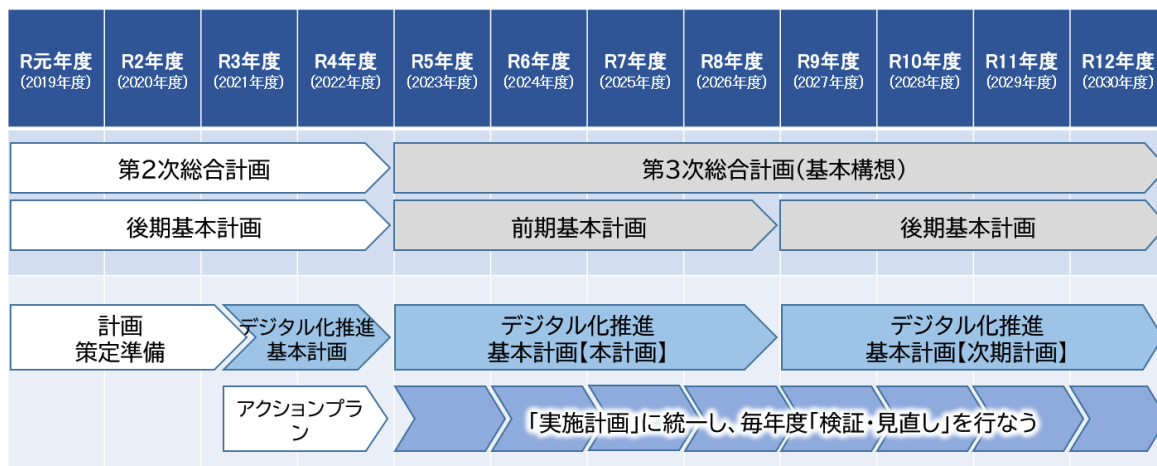 R元年度 R2年度 R3年度 R4年度 R5年度 R6年度 R7年度 R8年度 R9年度 R10年度 R11年度 R12年度
(2019年度) (2020年度) (2021年度) (2022年度) (2023年度) (2024年度) (2025年度) (2026年度) (2027年度) (2028年度) (2029年度) (2030年度)
第2次総合計画 第3次総合計画(基本構想)
後期基本計画 前期基本計画 後期基本計画
計画
策定準備
デジタル化推進
基本計画
デジタル化推進
基本計画【本計画】
デジタル化推進
基本計画【次期計画】
アクションプラ
ン
「実施計画」に統一し、毎年度「検証・見直し」を行なう